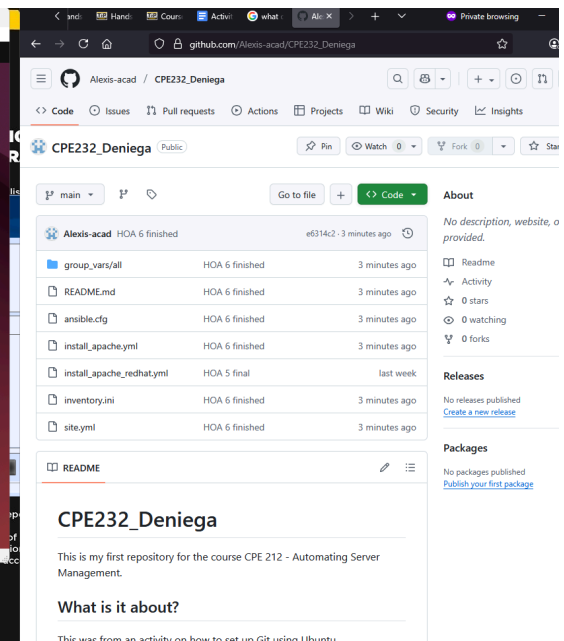 ands
Hands
Cours
Activit
what
Ale
Private browsing
github.com/Alexis-acad/CPE232_Deniega
Alexis-acad / CPE232_Deniega
Code Issues Pull requests Actions Projects Wiki Security Insights
CPE232_Deniega Public
Pin Watch 0 Fork 0 Star
main Go to file Code
Alexis-acad HOA 6 finished e6314c2 · 3 minutes ago
group_vars/all HOA 6 finished 3 minutes ago
README.md HOA 6 finished 3 minutes ago
ansible.cfg HOA 6 finished 3 minutes ago
install_apache.yml HOA 6 finished 3 minutes ago
install_apache_redhat.yml HOA 5 final last week
inventory.ini HOA 6 finished 3 minutes ago
site.yml HOA 6 finished 3 minutes ago
README
CPE232_Deniega
This is my first repository for the course CPE 212 - Automating Server
Management.
What is it about?
This was from an activity on how to set up Git using Ubuntu
About
No description, website, o
provided.
Readme
Activity
0 stars
0 watching
0 forks
Releases
No releases published
Create a new release
Packages
No packages published
Publish your first package